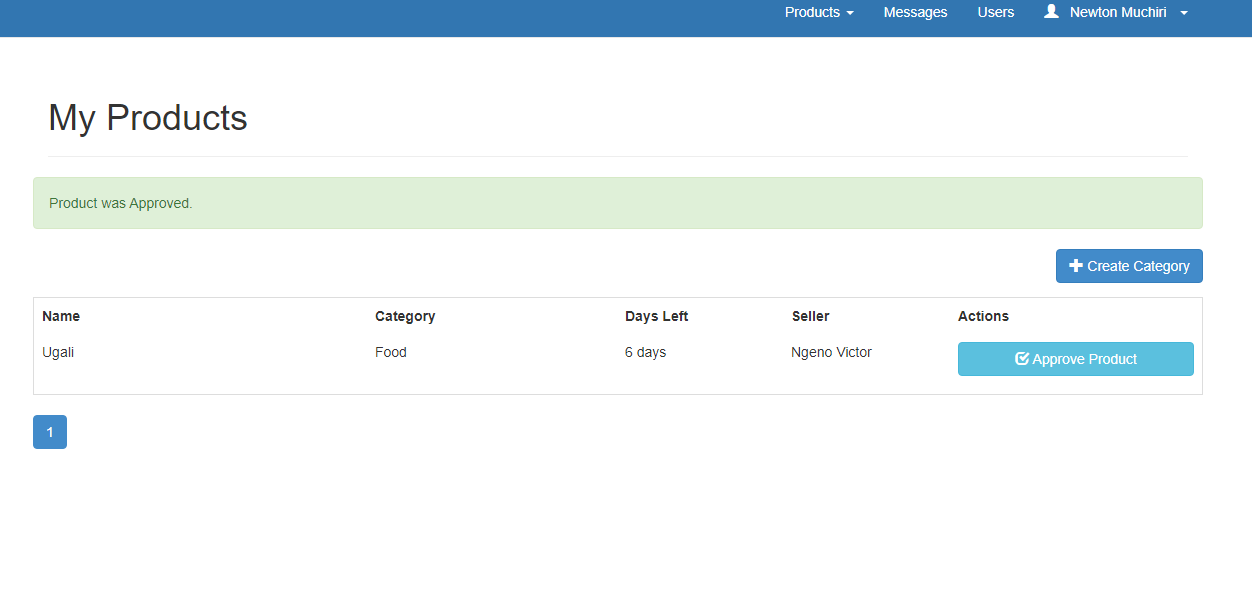 Products Messages Users Newton Muchiri
My Products
Product was Approved.
Create Category
Name Category Days Left Seller Actions
Ugali Food 6 days Ngeno Victor Approve Product
1